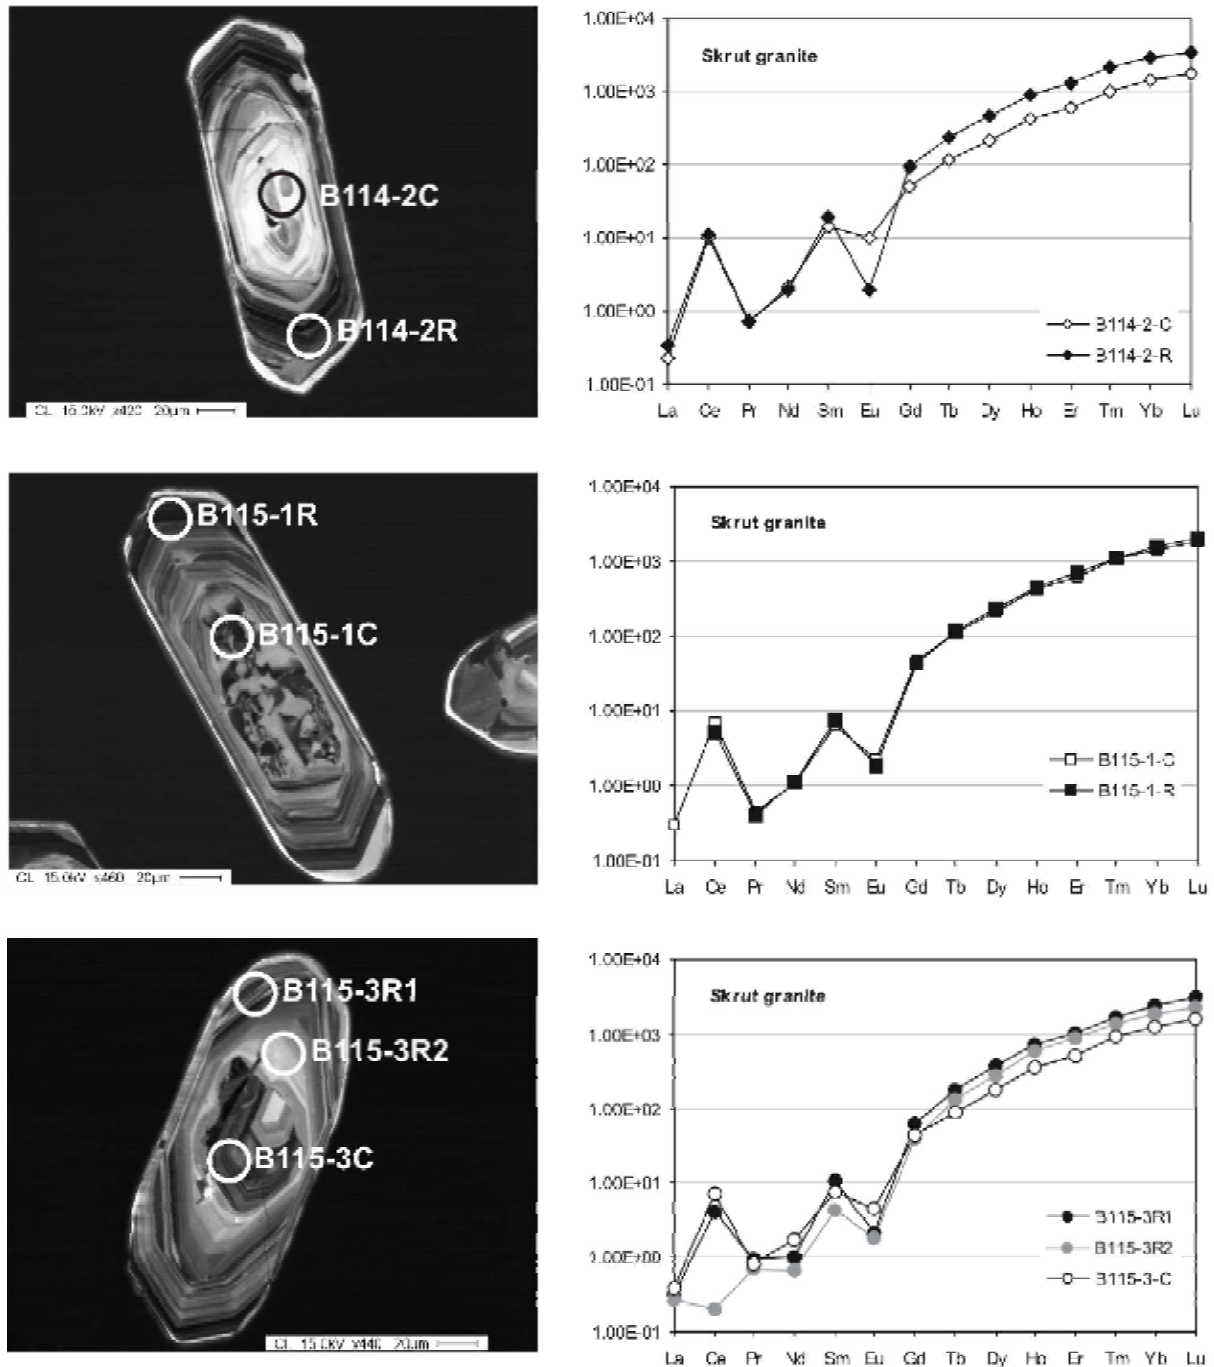 B114-2C
B114-2R
CL 15.0kV x420 20µm
1.00E+04
1.00E+03
1.00E+02
1.00E+01
1.00E+00
1.00E-01
Skrut granite
B114-2-C
B114-2-R
La Ce Pr Nd Sm Eu Gd Tb Dy Ho Er Tm Yb Lu
B115-1R
B115-1C
CL 15.0kV x460 20µm
1.00E+04
1.00E+03
1.00E+02
1.00E+01
1.00E+00
1.00E-01
Skrut granite
B115-1-C
B115-1-R
La Ce Pr Nd Sm Eu Gd Tb Dy Ho Er Tm Yb Lu
B115-3R1
B115-3R2
B115-3C
CL 15.0kV x440 20µm
1.00E+04
1.00E+03
1.00E+02
1.00E+01
1.00E+00
1.00E-01
Skrut granite
B115-3R1
B115-3R2
B115-3-C
La Ce Pr Nd Sm Eu Gd Tb Dy Ho Er Tm Yb Lu